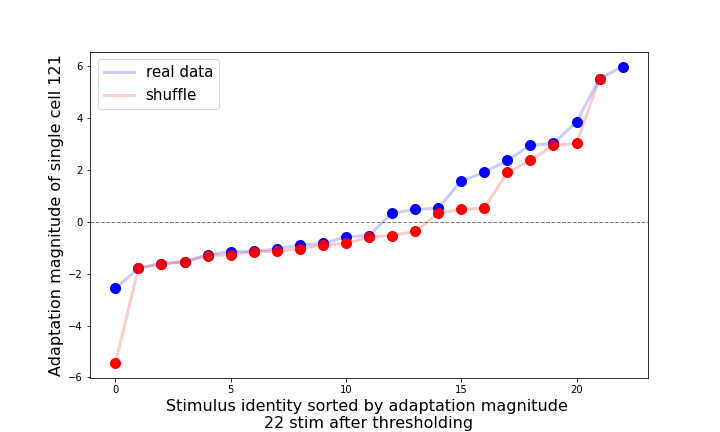 real data
shuffle
Adaptation magnitude of single cell 121
6
4
2
0
−2
−4
−6
0
5
10
15
20
Stimulus identity sorted by adaptation magnitude
22 stim after thresholding